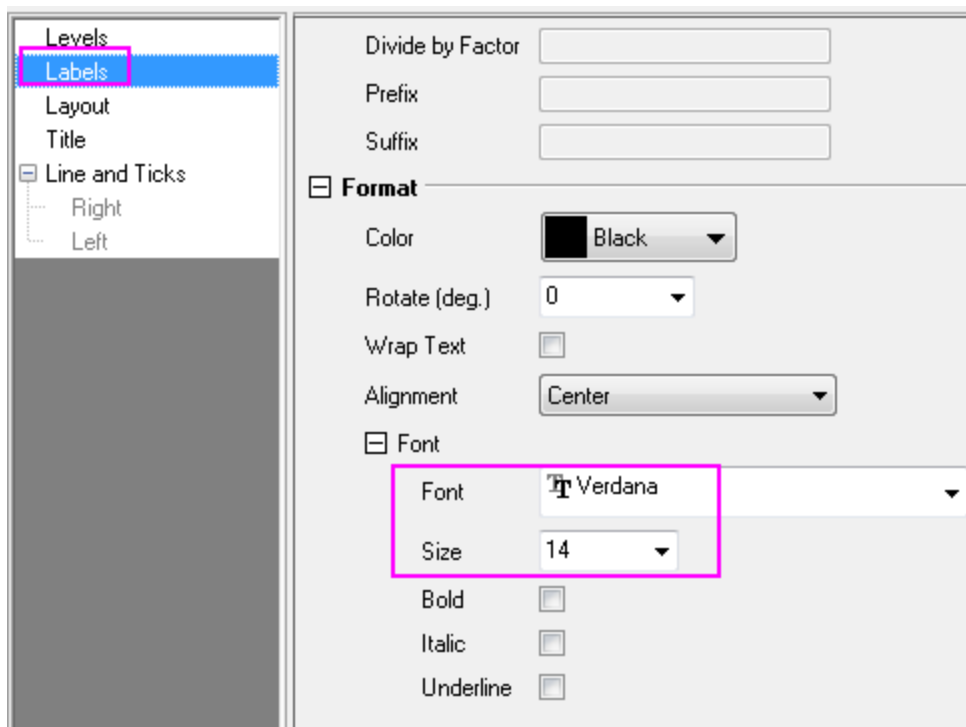 Levels
Labels
Layout
Title
Line and Ticks
Right
Left
Divide by Factor
Prefix
Suffix
Format
Color Black
Rotate (deg.) 0
Wrap Text
Alignment Center
Font
Font Verdana
Size 14
Bold
Italic
Underline